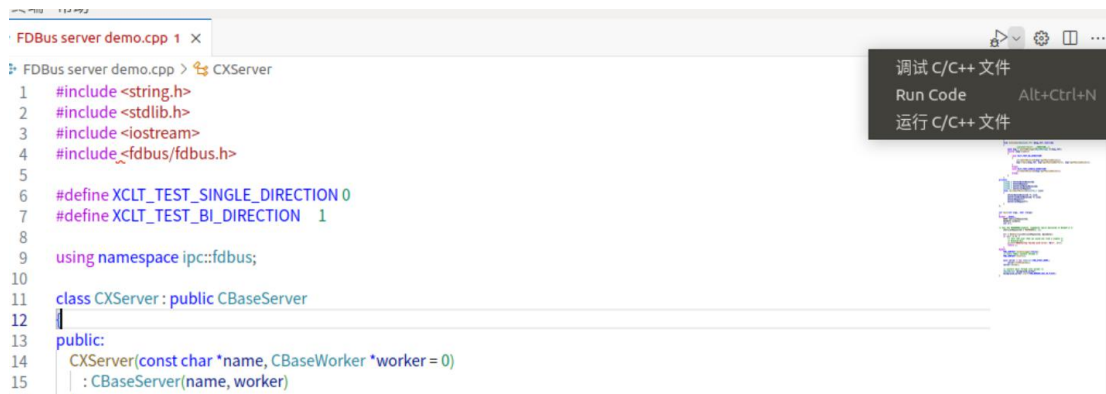 FDBus server demo.cpp 1 ×
FDBus server demo.cpp > CXServer
调试 C/C++ 文件
Run Code Alt+Ctrl+N
运行 C/C++ 文件
1 #include <string.h>
2 #include <stdlib.h>
3 #include <iostream>
4 #include <fdbus/fdbus.h>
5
6 #define XCLT_TEST_SINGLE_DIRECTION 0
7 #define XCLT_TEST_BI_DIRECTION 1
8
9 using namespace ipc::fdbus;
10
11 class CXServer : public CBaseServer
12 {
13 public:
14 CXServer(const char *name, CBaseWorker *worker = 0)
15 : CBaseServer(name, worker)